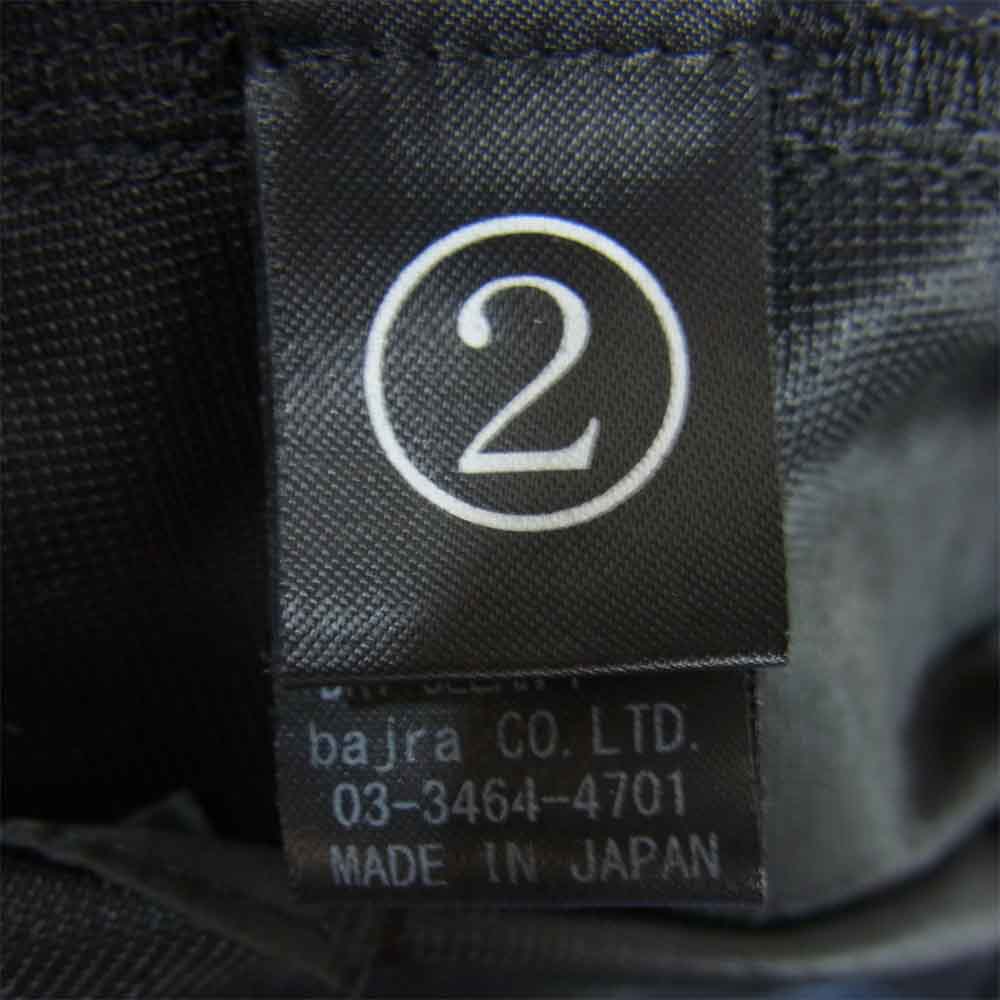 ②
bajra CO. LTD.
03-3464-4701
MADE IN JAPAN